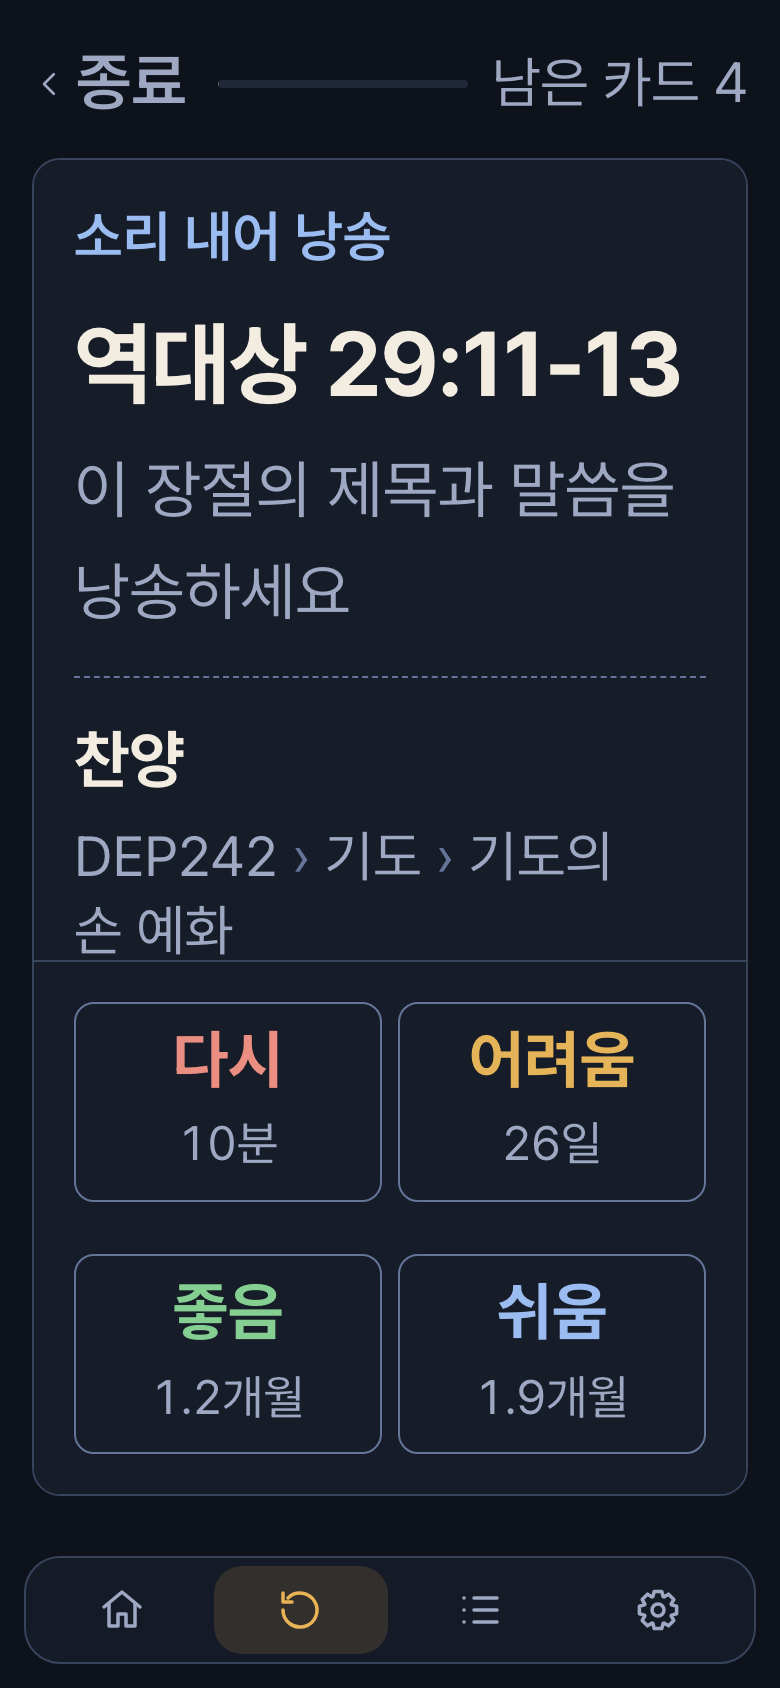 종료
남은 카드 4
소리 내어 낭송
역대상 29:11-13
이 장절의 제목과 말씀을
낭송하세요
찬양
DEP242 › 기도 › 기도의
손 예화
다시
10분
어려움
26일
좋음
1.2개월
쉬움
1.9개월